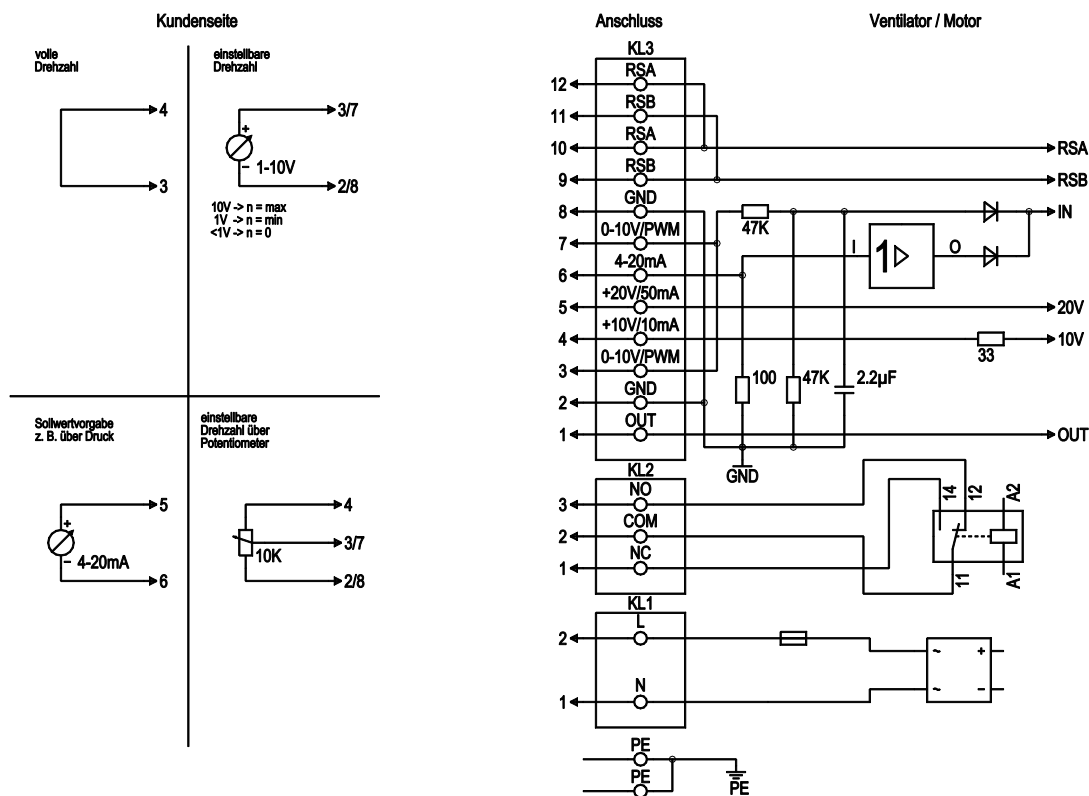 Kundenseite
Anschluss
Ventilator / Motor
volle
Drehzahl
4
3
einstellbare
Drehzahl
3/7
+
1-10V
−
2/8
10V -> n = max
1V -> n = min
<1V -> n = 0
Sollwertvorgabe
z. B. über Druck
5
+
4-20mA
−
6
einstellbare
Drehzahl über
Potentiometer
4
3/7
10K
2/8
KL3
12 RSA
11 RSB
10 RSA RSA
9 RSB RSB
8 GND IN
47K
7 0-10V/PWM
I 1 O
6 4-20mA
5 +20V/50mA 20V
4 +10V/10mA 10V
33
3 0-10V/PWM
100 47K 2.2µF
2 GND
1 OUT OUT
GND
KL2
3 NO
2 COM
1 NC
14 12 A2
11 A1
KL1
2 L
~ +
1 N
~ −
PE
PE
PE